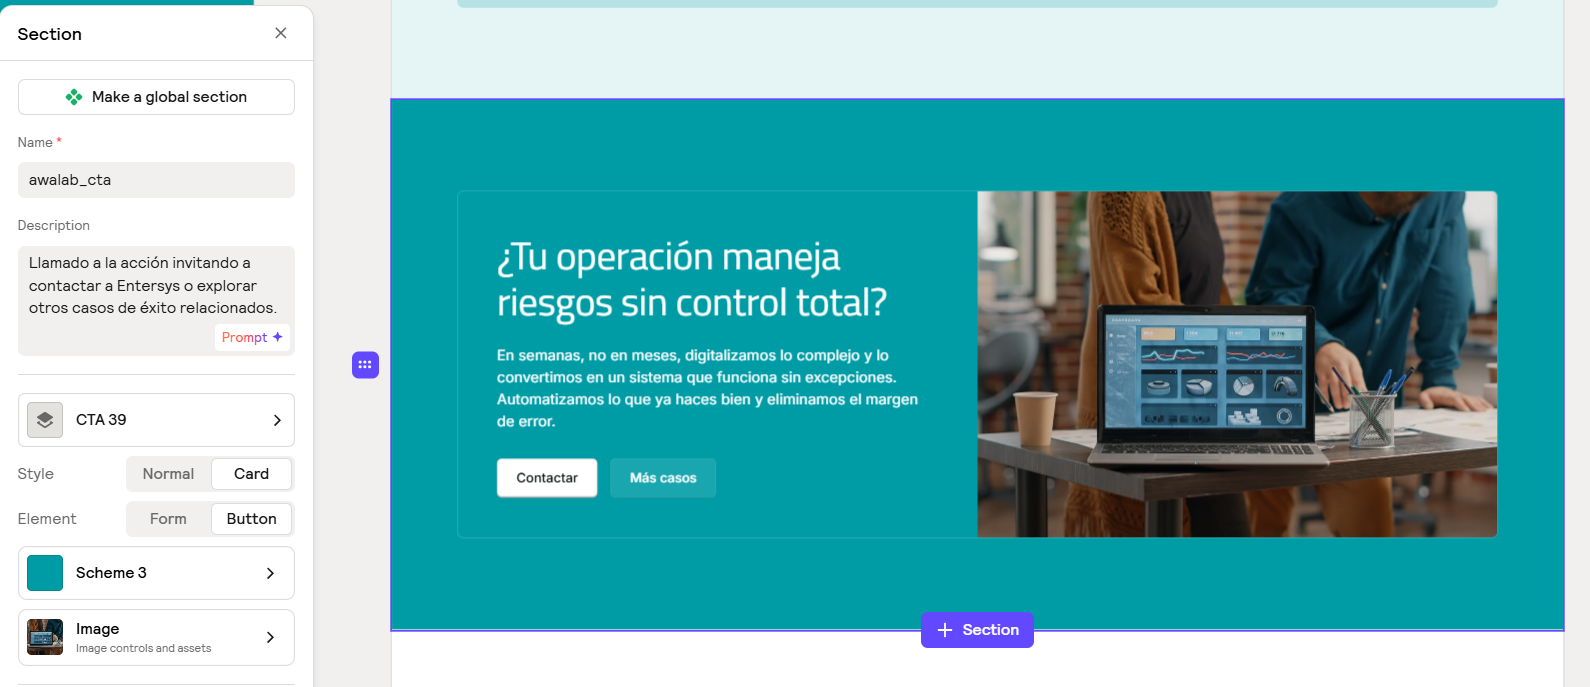 Section
Make a global section
Name *
awalab_cta
Description
Llamado a la acción invitando a
contactar a Entersys o explorar
otros casos de éxito relacionados.
Prompt
CTA 39
Style
Normal
Card
Element
Form
Button
Scheme 3
Image
Image controls and assets
¿Tu operación maneja
riesgos sin control total?
En semanas, no en meses, digitalizamos lo complejo y lo
convertimos en un sistema que funciona sin excepciones.
Automatizamos lo que ya haces bien y eliminamos el margen
de error.
Contactar
Más casos
Section